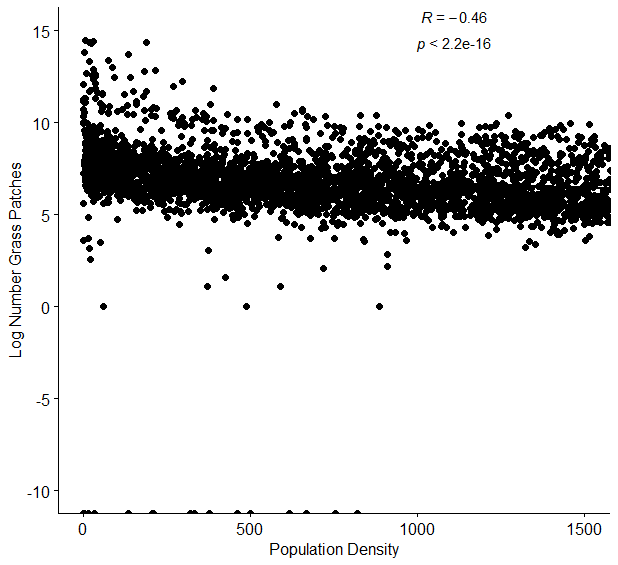 R = −0.46
p < 2.2e-16
15
10
5
0
-5
-10
Log Number Grass Patches
0 500 1000 1500
Population Density